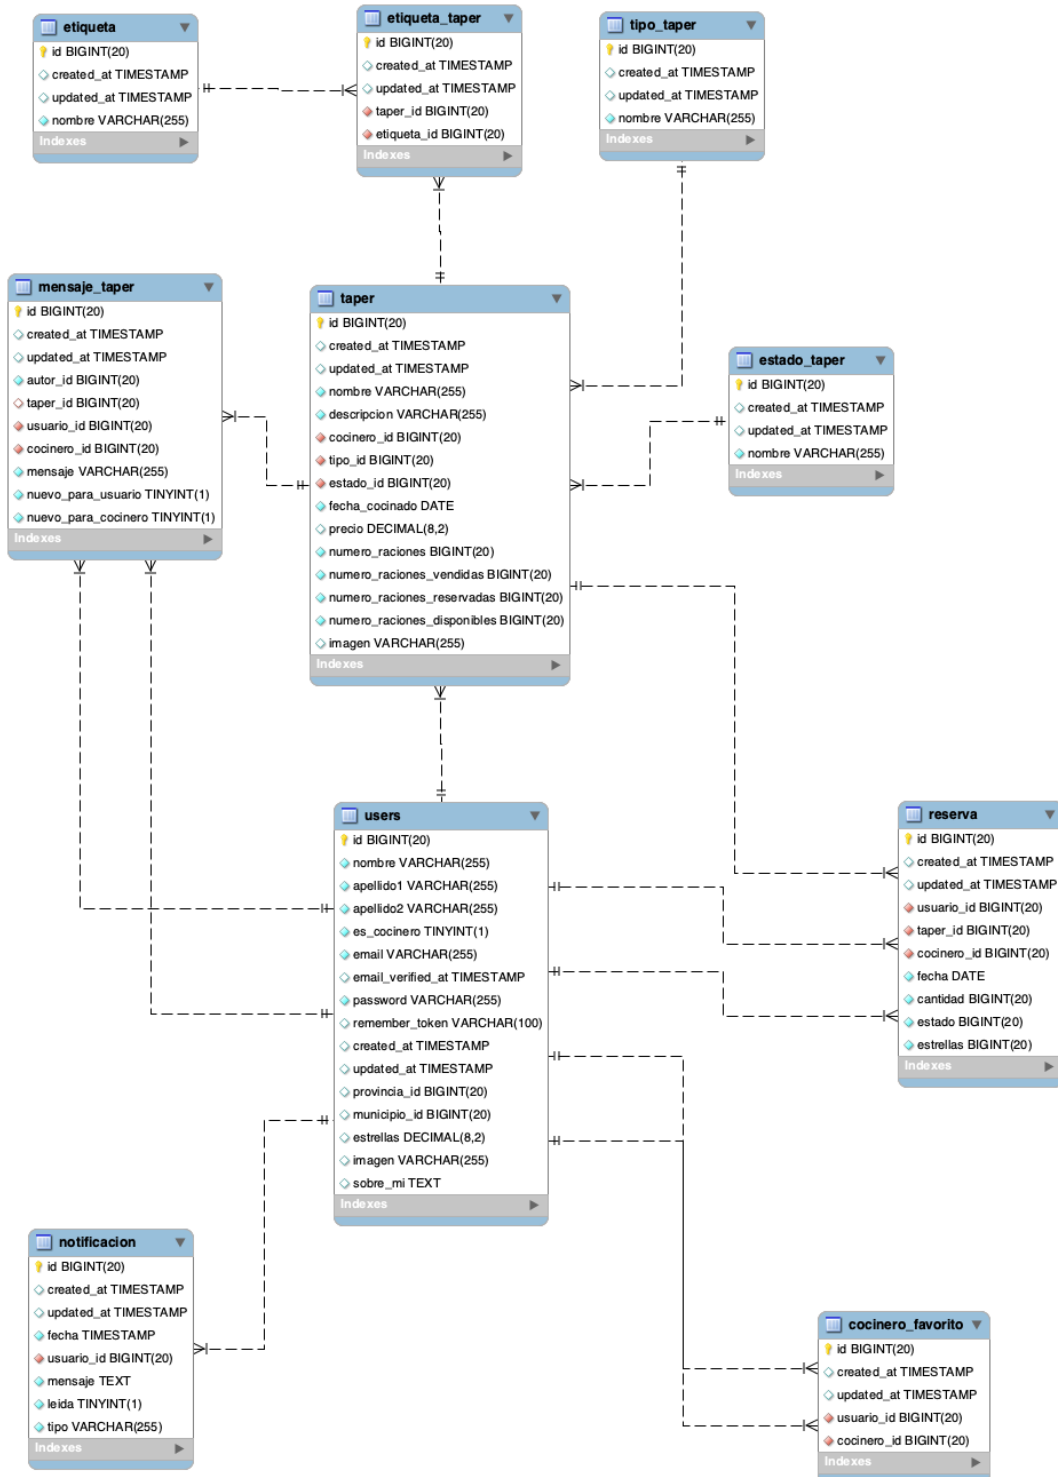 etiqueta
id BIGINT(20)
created_at TIMESTAMP
updated_at TIMESTAMP
nombre VARCHAR(255)
Indexes
etiqueta_taper
id BIGINT(20)
created_at TIMESTAMP
updated_at TIMESTAMP
taper_id BIGINT(20)
etiqueta_id BIGINT(20)
Indexes
tipo_taper
id BIGINT(20)
created_at TIMESTAMP
updated_at TIMESTAMP
nombre VARCHAR(255)
Indexes
mensaje_taper
id BIGINT(20)
created_at TIMESTAMP
updated_at TIMESTAMP
autor_id BIGINT(20)
taper_id BIGINT(20)
usuario_id BIGINT(20)
cocinero_id BIGINT(20)
mensaje VARCHAR(255)
nuevo_para_usuario TINYINT(1)
nuevo_para_cocinero TINYINT(1)
Indexes
taper
id BIGINT(20)
created_at TIMESTAMP
updated_at TIMESTAMP
nombre VARCHAR(255)
descripcion VARCHAR(255)
cocinero_id BIGINT(20)
tipo_id BIGINT(20)
estado_id BIGINT(20)
fecha_cocinado DATE
precio DECIMAL(8,2)
numero_raciones BIGINT(20)
numero_raciones_vendidas BIGINT(20)
numero_raciones_reservadas BIGINT(20)
numero_raciones_disponibles BIGINT(20)
imagen VARCHAR(255)
Indexes
estado_taper
id BIGINT(20)
created_at TIMESTAMP
updated_at TIMESTAMP
nombre VARCHAR(255)
Indexes
users
id BIGINT(20)
nombre VARCHAR(255)
apellido1 VARCHAR(255)
apellido2 VARCHAR(255)
es_cocinero TINYINT(1)
email VARCHAR(255)
email_verified_at TIMESTAMP
password VARCHAR(255)
remember_token VARCHAR(100)
created_at TIMESTAMP
updated_at TIMESTAMP
provincia_id BIGINT(20)
municipio_id BIGINT(20)
estrellas DECIMAL(8,2)
imagen VARCHAR(255)
sobre_mi TEXT
Indexes
reserva
id BIGINT(20)
created_at TIMESTAMP
updated_at TIMESTAMP
usuario_id BIGINT(20)
taper_id BIGINT(20)
cocinero_id BIGINT(20)
fecha DATE
cantidad BIGINT(20)
estado BIGINT(20)
estrellas BIGINT(20)
Indexes
notificacion
id BIGINT(20)
created_at TIMESTAMP
updated_at TIMESTAMP
fecha TIMESTAMP
usuario_id BIGINT(20)
mensaje TEXT
leida TINYINT(1)
tipo VARCHAR(255)
Indexes
cocinero_favorito
id BIGINT(20)
created_at TIMESTAMP
updated_at TIMESTAMP
usuario_id BIGINT(20)
cocinero_id BIGINT(20)
Indexes